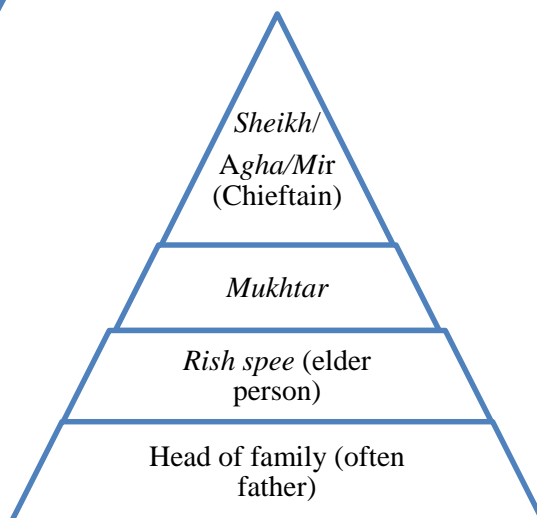 Sheikh/
Agha/Mir
(Chieftain)
Mukhtar
Rish spee (elder
person)
Head of family (often
father)